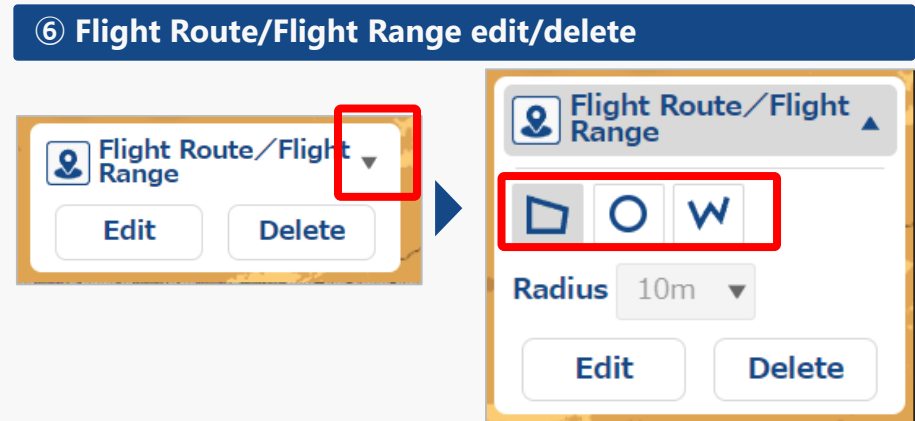 ⑥ Flight Route/Flight Range edit/delete
Flight Route／Flight
Range
Edit Delete
Flight Route／Flight
Range
Radius 10m
Edit Delete